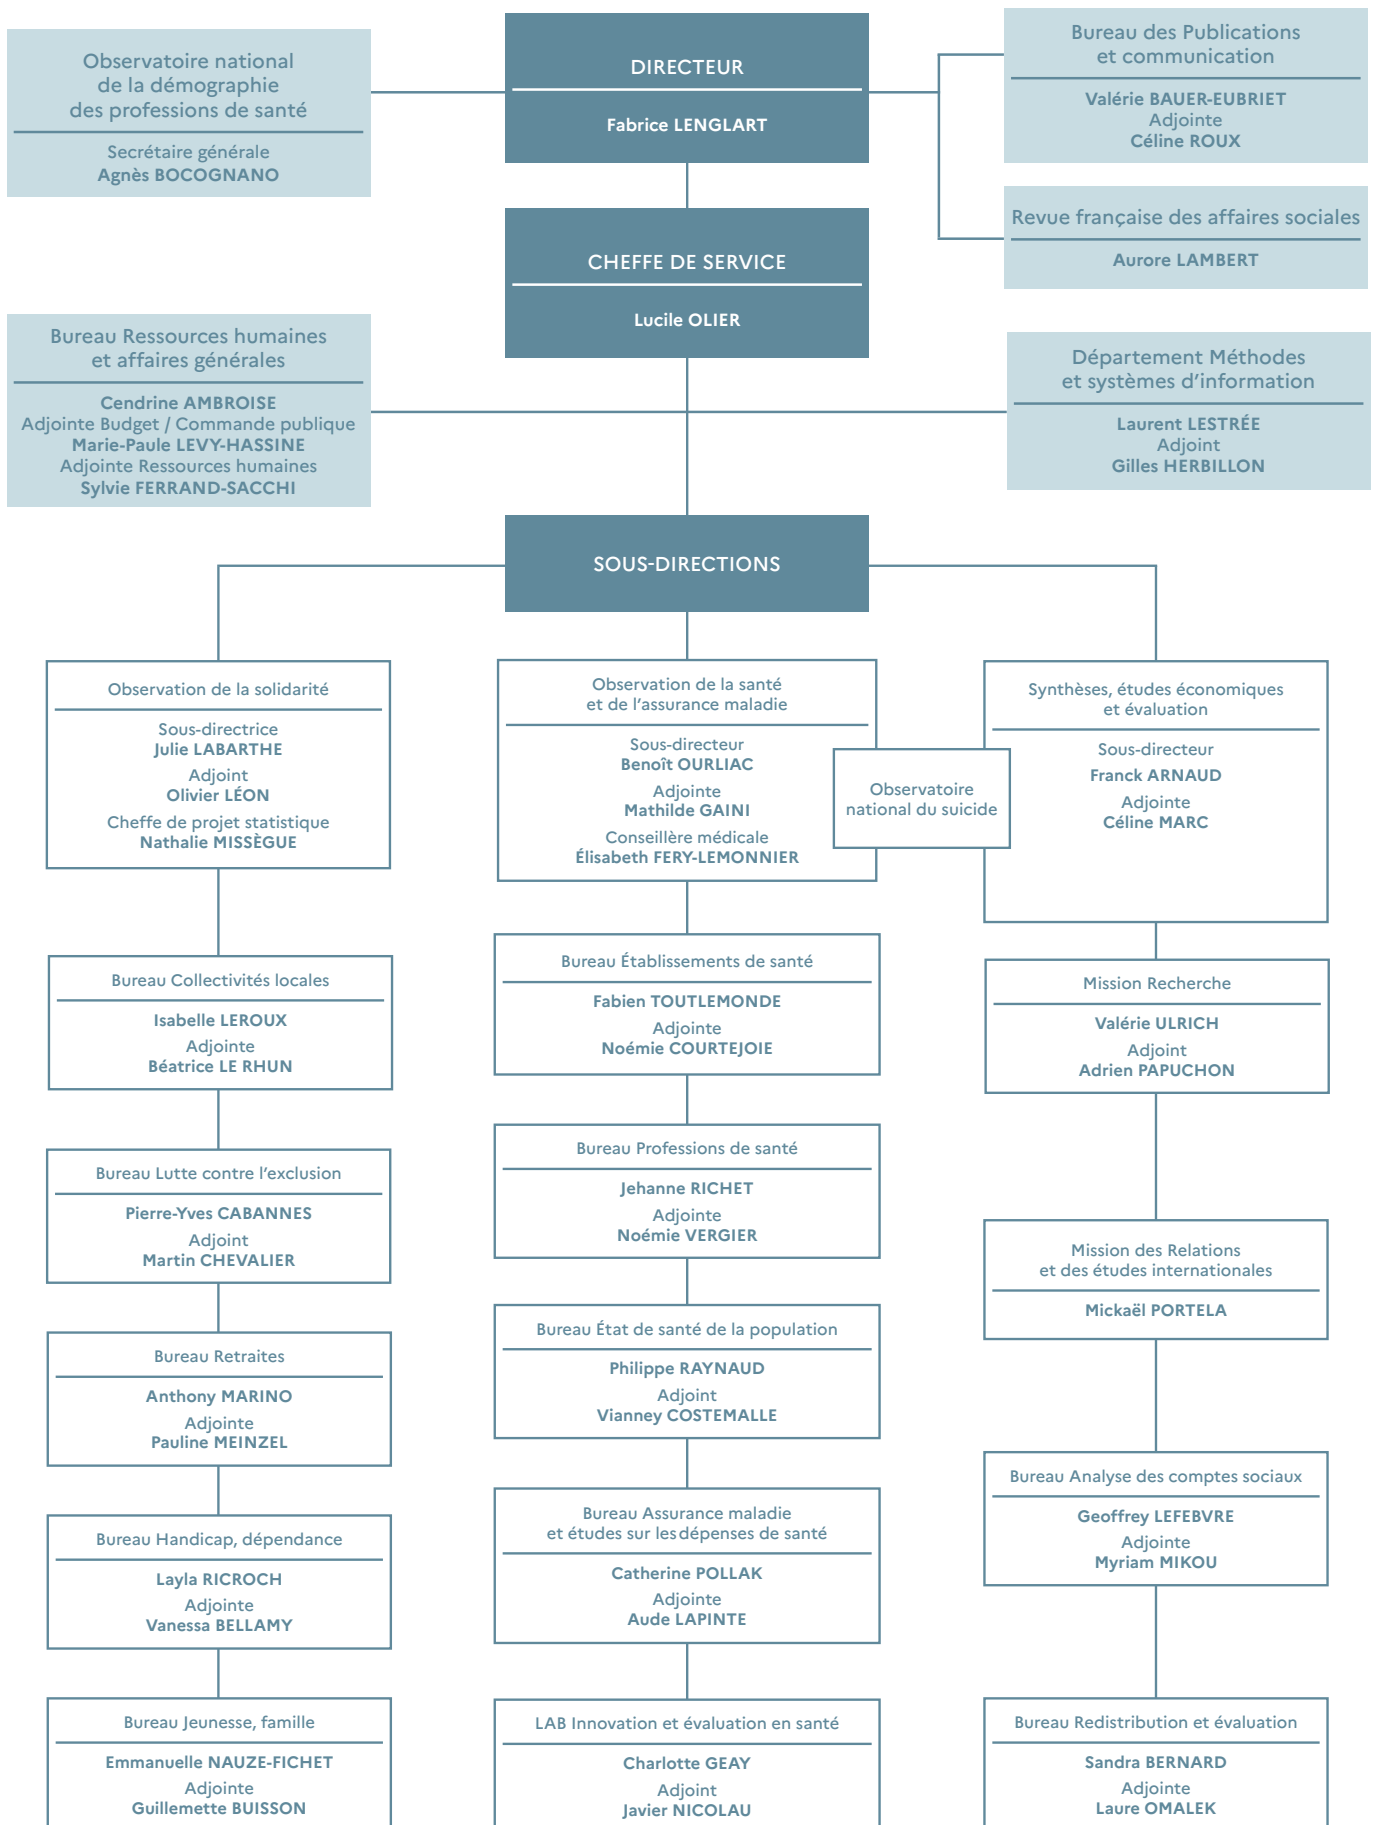 Observatoire national
de la démographie
des professions de santé
Secrétaire générale
Agnès BOCOGNANO
DIRECTEUR
Fabrice LENGLART
Bureau des Publications
et communication
Valérie BAUER-EUBRIET
Adjointe
Céline ROUX
Revue française des affaires sociales
Aurore LAMBERT
CHEFFE DE SERVICE
Lucile OLIER
Bureau Ressources humaines
et affaires générales
Cendrine AMBROISE
Adjointe Budget / Commande publique
Marie-Paule LEVY-HASSINE
Adjointe Ressources humaines
Sylvie FERRAND-SACCHI
Département Méthodes
et systèmes d’information
Laurent LESTRÉE
Adjoint
Gilles HERBILLON
SOUS-DIRECTIONS
Observation de la solidarité
Sous-directrice
Julie LABARTHE
Adjoint
Olivier LÉON
Cheffe de projet statistique
Nathalie MISSÈGUE
Bureau Collectivités locales
Isabelle LEROUX
Adjointe
Béatrice LE RHUN
Bureau Lutte contre l’exclusion
Pierre-Yves CABANNES
Adjoint
Martin CHEVALIER
Bureau Retraites
Anthony MARINO
Adjointe
Pauline MEINZEL
Bureau Handicap, dépendance
Layla RICROCH
Adjointe
Vanessa BELLAMY
Bureau Jeunesse, famille
Emmanuelle NAUZE-FICHET
Adjointe
Guillemette BUISSON
Observation de la santé
et de l’assurance maladie
Sous-directeur
Benoît OURLIAC
Adjointe
Mathilde GAINI
Conseillère médicale
Élisabeth FERY-LEMONNIER
Observatoire
national du suicide
Bureau Établissements de santé
Fabien TOUTLEMONDE
Adjointe
Noémie COURTEJOIE
Bureau Professions de santé
Jehanne RICHET
Adjointe
Noémie VERGIER
Bureau État de santé de la population
Philippe RAYNAUD
Adjoint
Vianney COSTEMALLE
Bureau Assurance maladie
et études sur les dépenses de santé
Catherine POLLAK
Adjointe
Aude LAPINTE
LAB Innovation et évaluation en santé
Charlotte GEAY
Adjoint
Javier NICOLAU
Synthèses, études économiques
et évaluation
Sous-directeur
Franck ARNAUD
Adjointe
Céline MARC
Mission Recherche
Valérie ULRICH
Adjoint
Adrien PAPUCHON
Mission des Relations
et des études internationales
Mickaël PORTELA
Bureau Analyse des comptes sociaux
Geoffrey LEFEBVRE
Adjointe
Myriam MIKOU
Bureau Redistribution et évaluation
Sandra BERNARD
Adjointe
Laure OMALEK